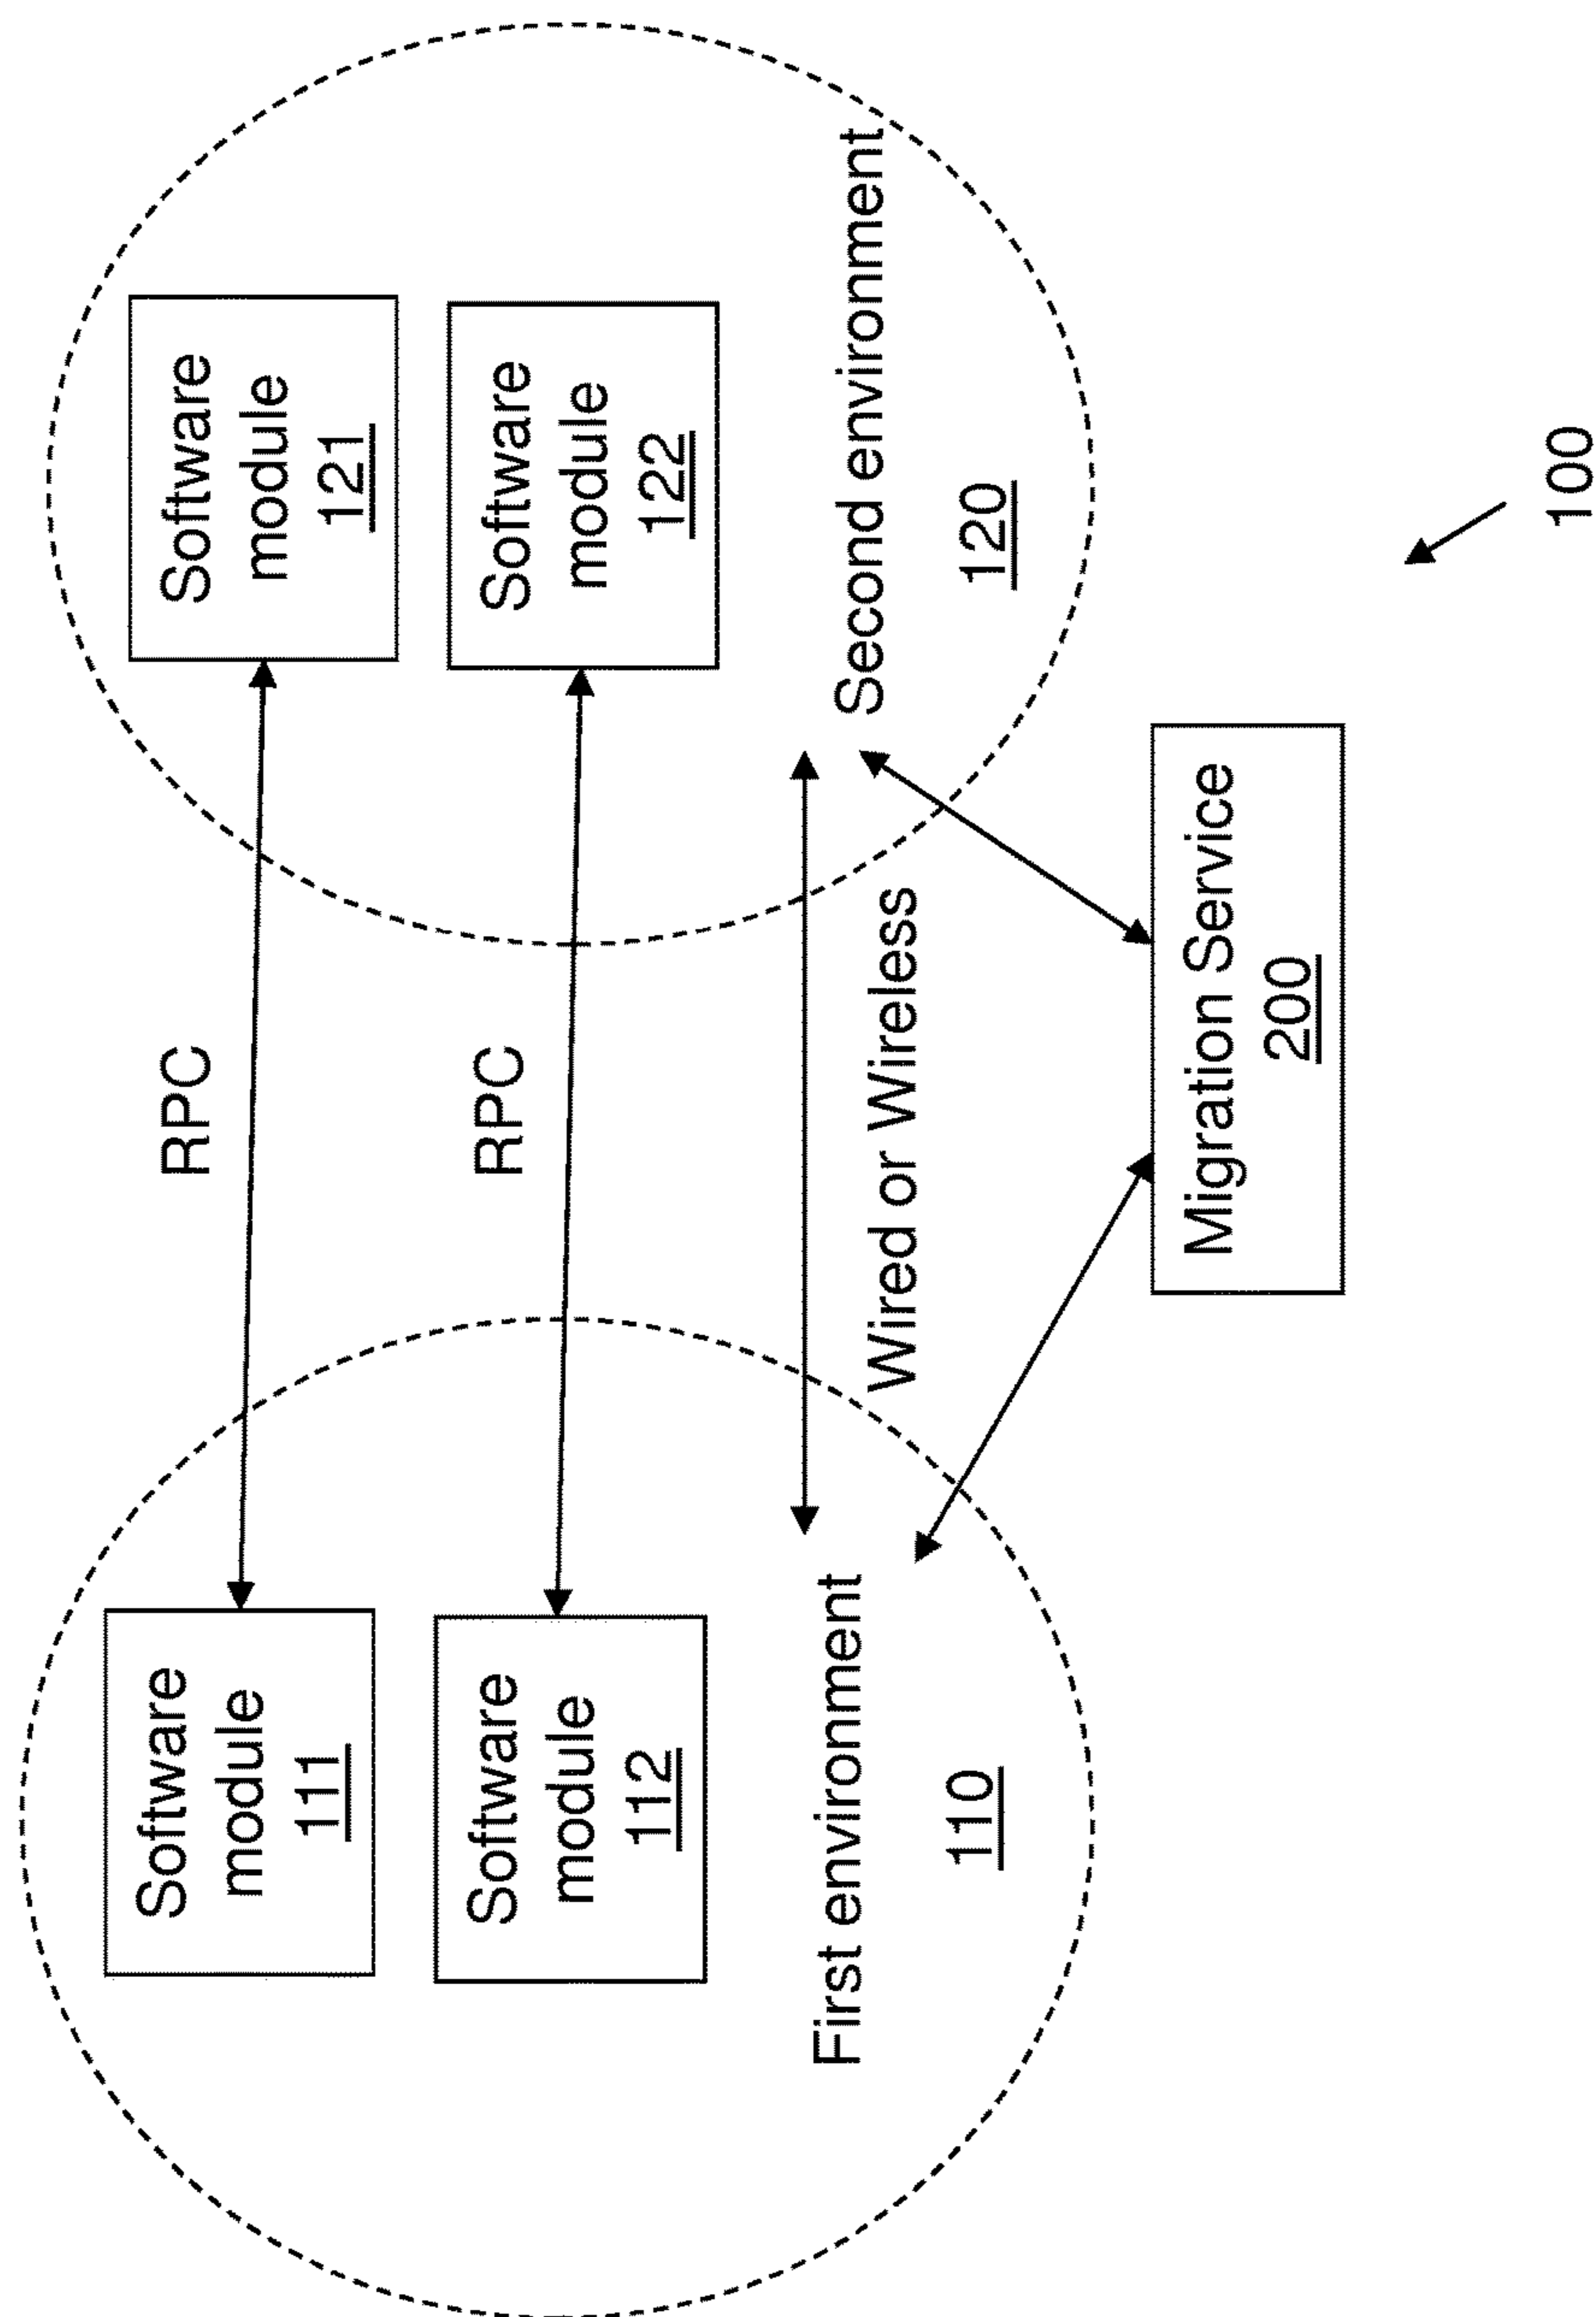 Software
module
111
RPC
Software
module
121
Software
module
112
RPC
Software
module
122
First environment
110
Wired or Wireless
Second environment
120
Migration Service
200
100